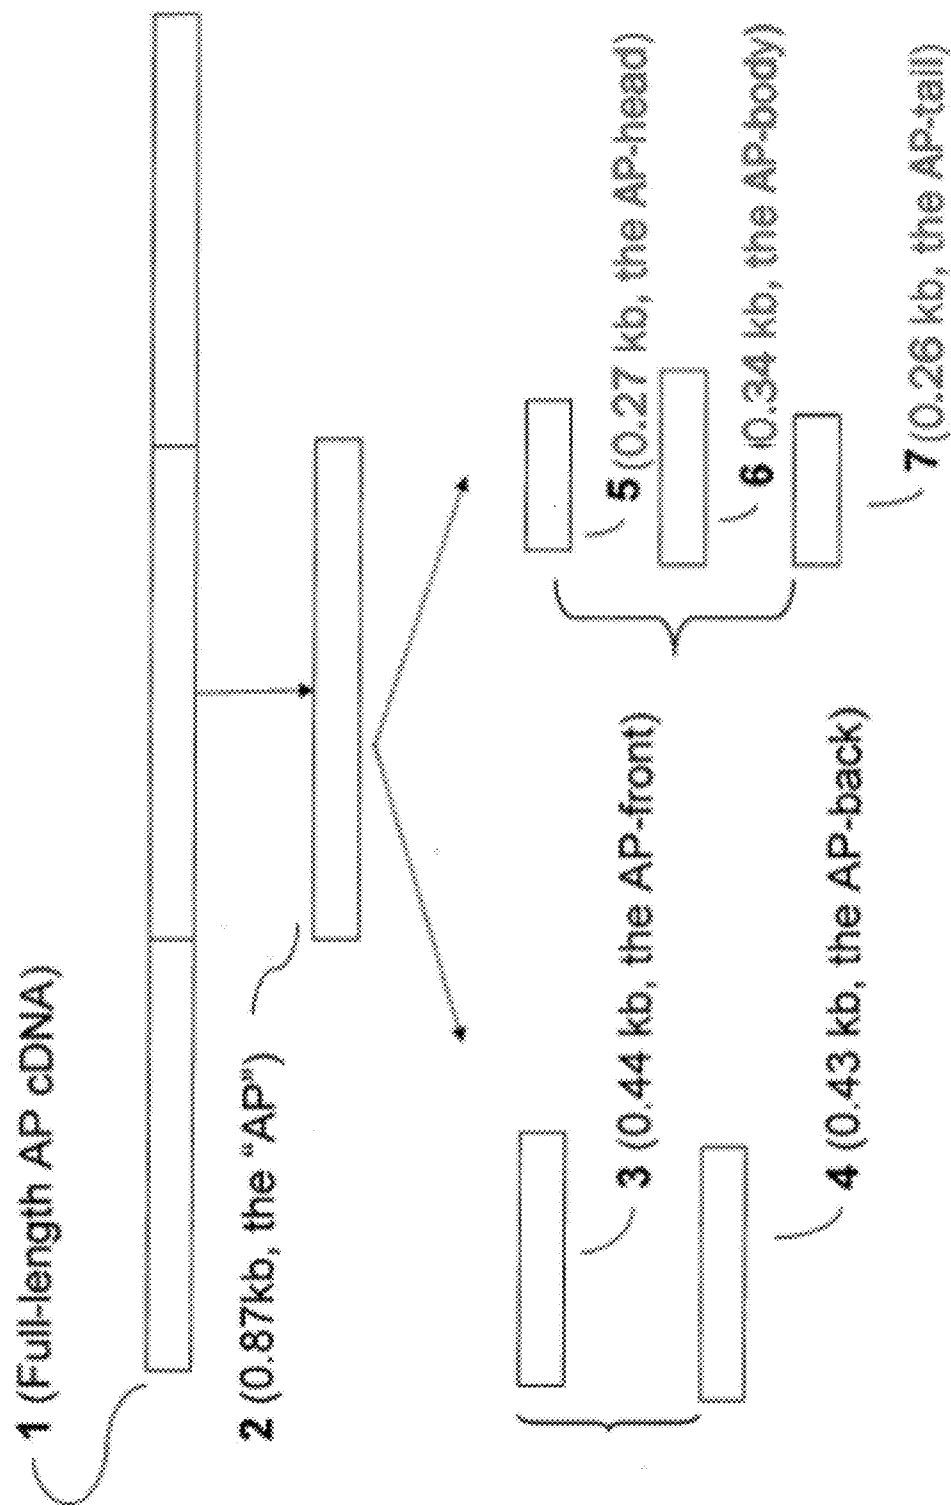 1 (Full-length AP cDNA)
2 (0.87kb, the “AP”)
3 (0.44 kb, the AP-front)
4 (0.43 kb, the AP-back)
5 (0.27 kb, the AP-head)
6 (0.34 kb, the AP-body)
7 (0.26 kb, the AP-tail)